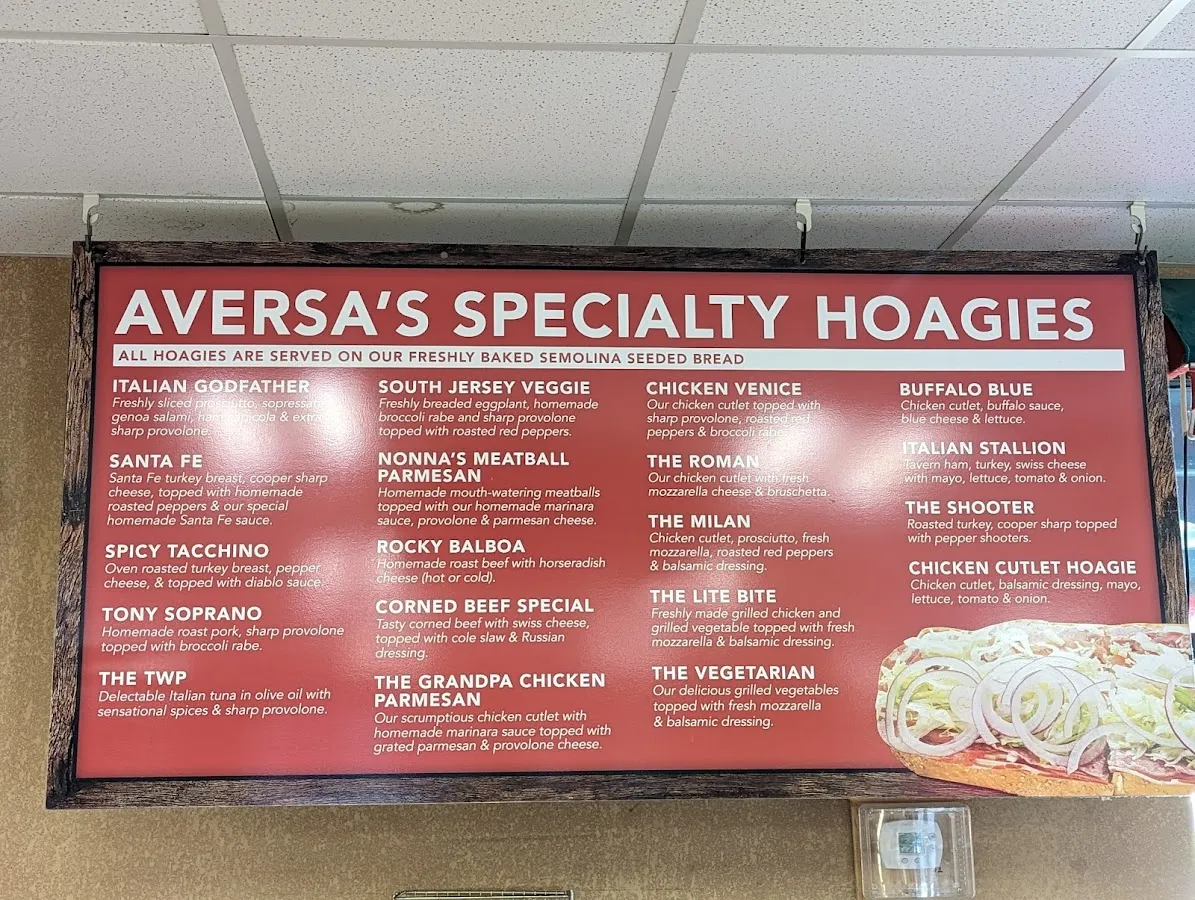 AVERSA'S SPECIALTY HOAGIES
ALL HOAGIES ARE SERVED ON OUR FRESHLY BAKED SEMOLINA SEEDED BREAD
ITALIAN GODFATHER
Freshly sliced prosciutto, sopressata
genoa salami, ham capicola & extra
sharp provolone.
SANTA FE
Santa Fe turkey breast, cooper sharp
cheese, topped with homemade
roasted peppers & our special
homemade Santa Fe sauce.
SPICY TACCHINO
Oven roasted turkey breast, pepper
cheese, & topped with diablo sauce.
TONY SOPRANO
Homemade roast pork, sharp provolone
topped with broccoli rabe.
THE TWP
Delectable Italian tuna in olive oil with
sensational spices & sharp provolone.
SOUTH JERSEY VEGGIE
Freshly breaded eggplant, homemade
broccoli rabe and sharp provolone
topped with roasted red peppers.
NONNA'S MEATBALL
PARMESAN
Homemade mouth-watering meatballs
topped with our homemade marinara
sauce, provolone & parmesan cheese.
ROCKY BALBOA
Homemade roast beef with horseradish
cheese (hot or cold).
CORNED BEEF SPECIAL
Tasty corned beef with swiss cheese,
topped with cole slaw & Russian
dressing.
THE GRANDPA CHICKEN
PARMESAN
Our scrumptious chicken cutlet with
homemade marinara sauce topped with
grated parmesan & provolone cheese.
CHICKEN VENICE
Our chicken cutlet topped with
sharp provolone, roasted red
peppers & broccoli rabe.
THE ROMAN
Our chicken cutlet with fresh
mozzarella cheese & bruschetta.
THE MILAN
Chicken cutlet, prosciutto, fresh
mozzarella, roasted red peppers
& balsamic dressing.
THE LITE BITE
Freshly made grilled chicken and
grilled vegetable topped with fresh
mozzarella & balsamic dressing.
THE VEGETARIAN
Our delicious grilled vegetables
topped with fresh mozzarella
& balsamic dressing.
BUFFALO BLUE
Chicken cutlet, buffalo sauce,
blue cheese & lettuce.
ITALIAN STALLION
Tavern ham, turkey, swiss cheese
with mayo, lettuce, tomato & onion.
THE SHOOTER
Roasted turkey, cooper sharp topped
with pepper shooters.
CHICKEN CUTLET HOAGIE
Chicken cutlet, balsamic dressing, mayo,
lettuce, tomato & onion.